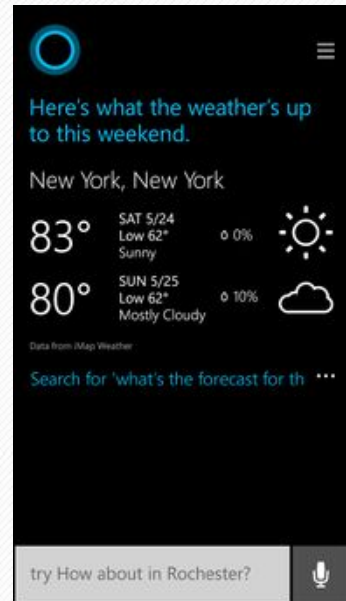 Here's what the weather's up
to this weekend.
New York, New York
83°
SAT 5/24
Low 62°
Sunny
0%
80°
SUN 5/25
Low 62°
Mostly Cloudy
10%
Data from iMap Weather
Search for 'what's the forecast for th ...
try How about in Rochester?